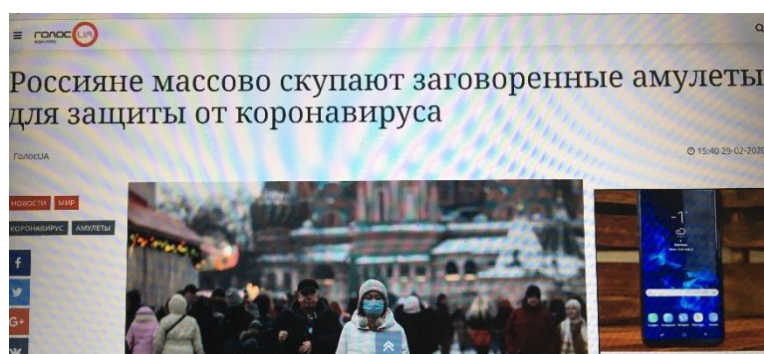 ГОЛОС UA
Россияне массово скупают заговоренные амулеты
для защиты от коронавируса
ГолосUA
15:40 29-02-2020
НОВОСТИ МИР
КОРОНАВИРУС АМУЛЕТЫ
-1°
f
G+